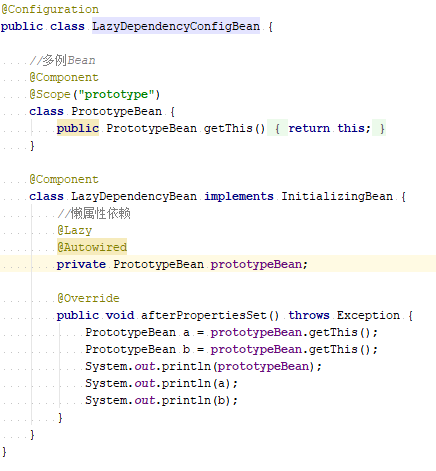 @Configuration
public class LazyDependencyConfigBean {
//多例Bean
@Component
@Scope("prototype")
class PrototypeBean {
public PrototypeBean getThis() { return this; }
}
@Component
class LazyDependencyBean implements InitializingBean {
//懒属性依赖
@Lazy
@Autowired
private PrototypeBean prototypeBean;
@Override
public void afterPropertiesSet() throws Exception {
PrototypeBean a = prototypeBean.getThis();
PrototypeBean b = prototypeBean.getThis();
System.out.println(prototypeBean);
System.out.println(a);
System.out.println(b);
}
}
}